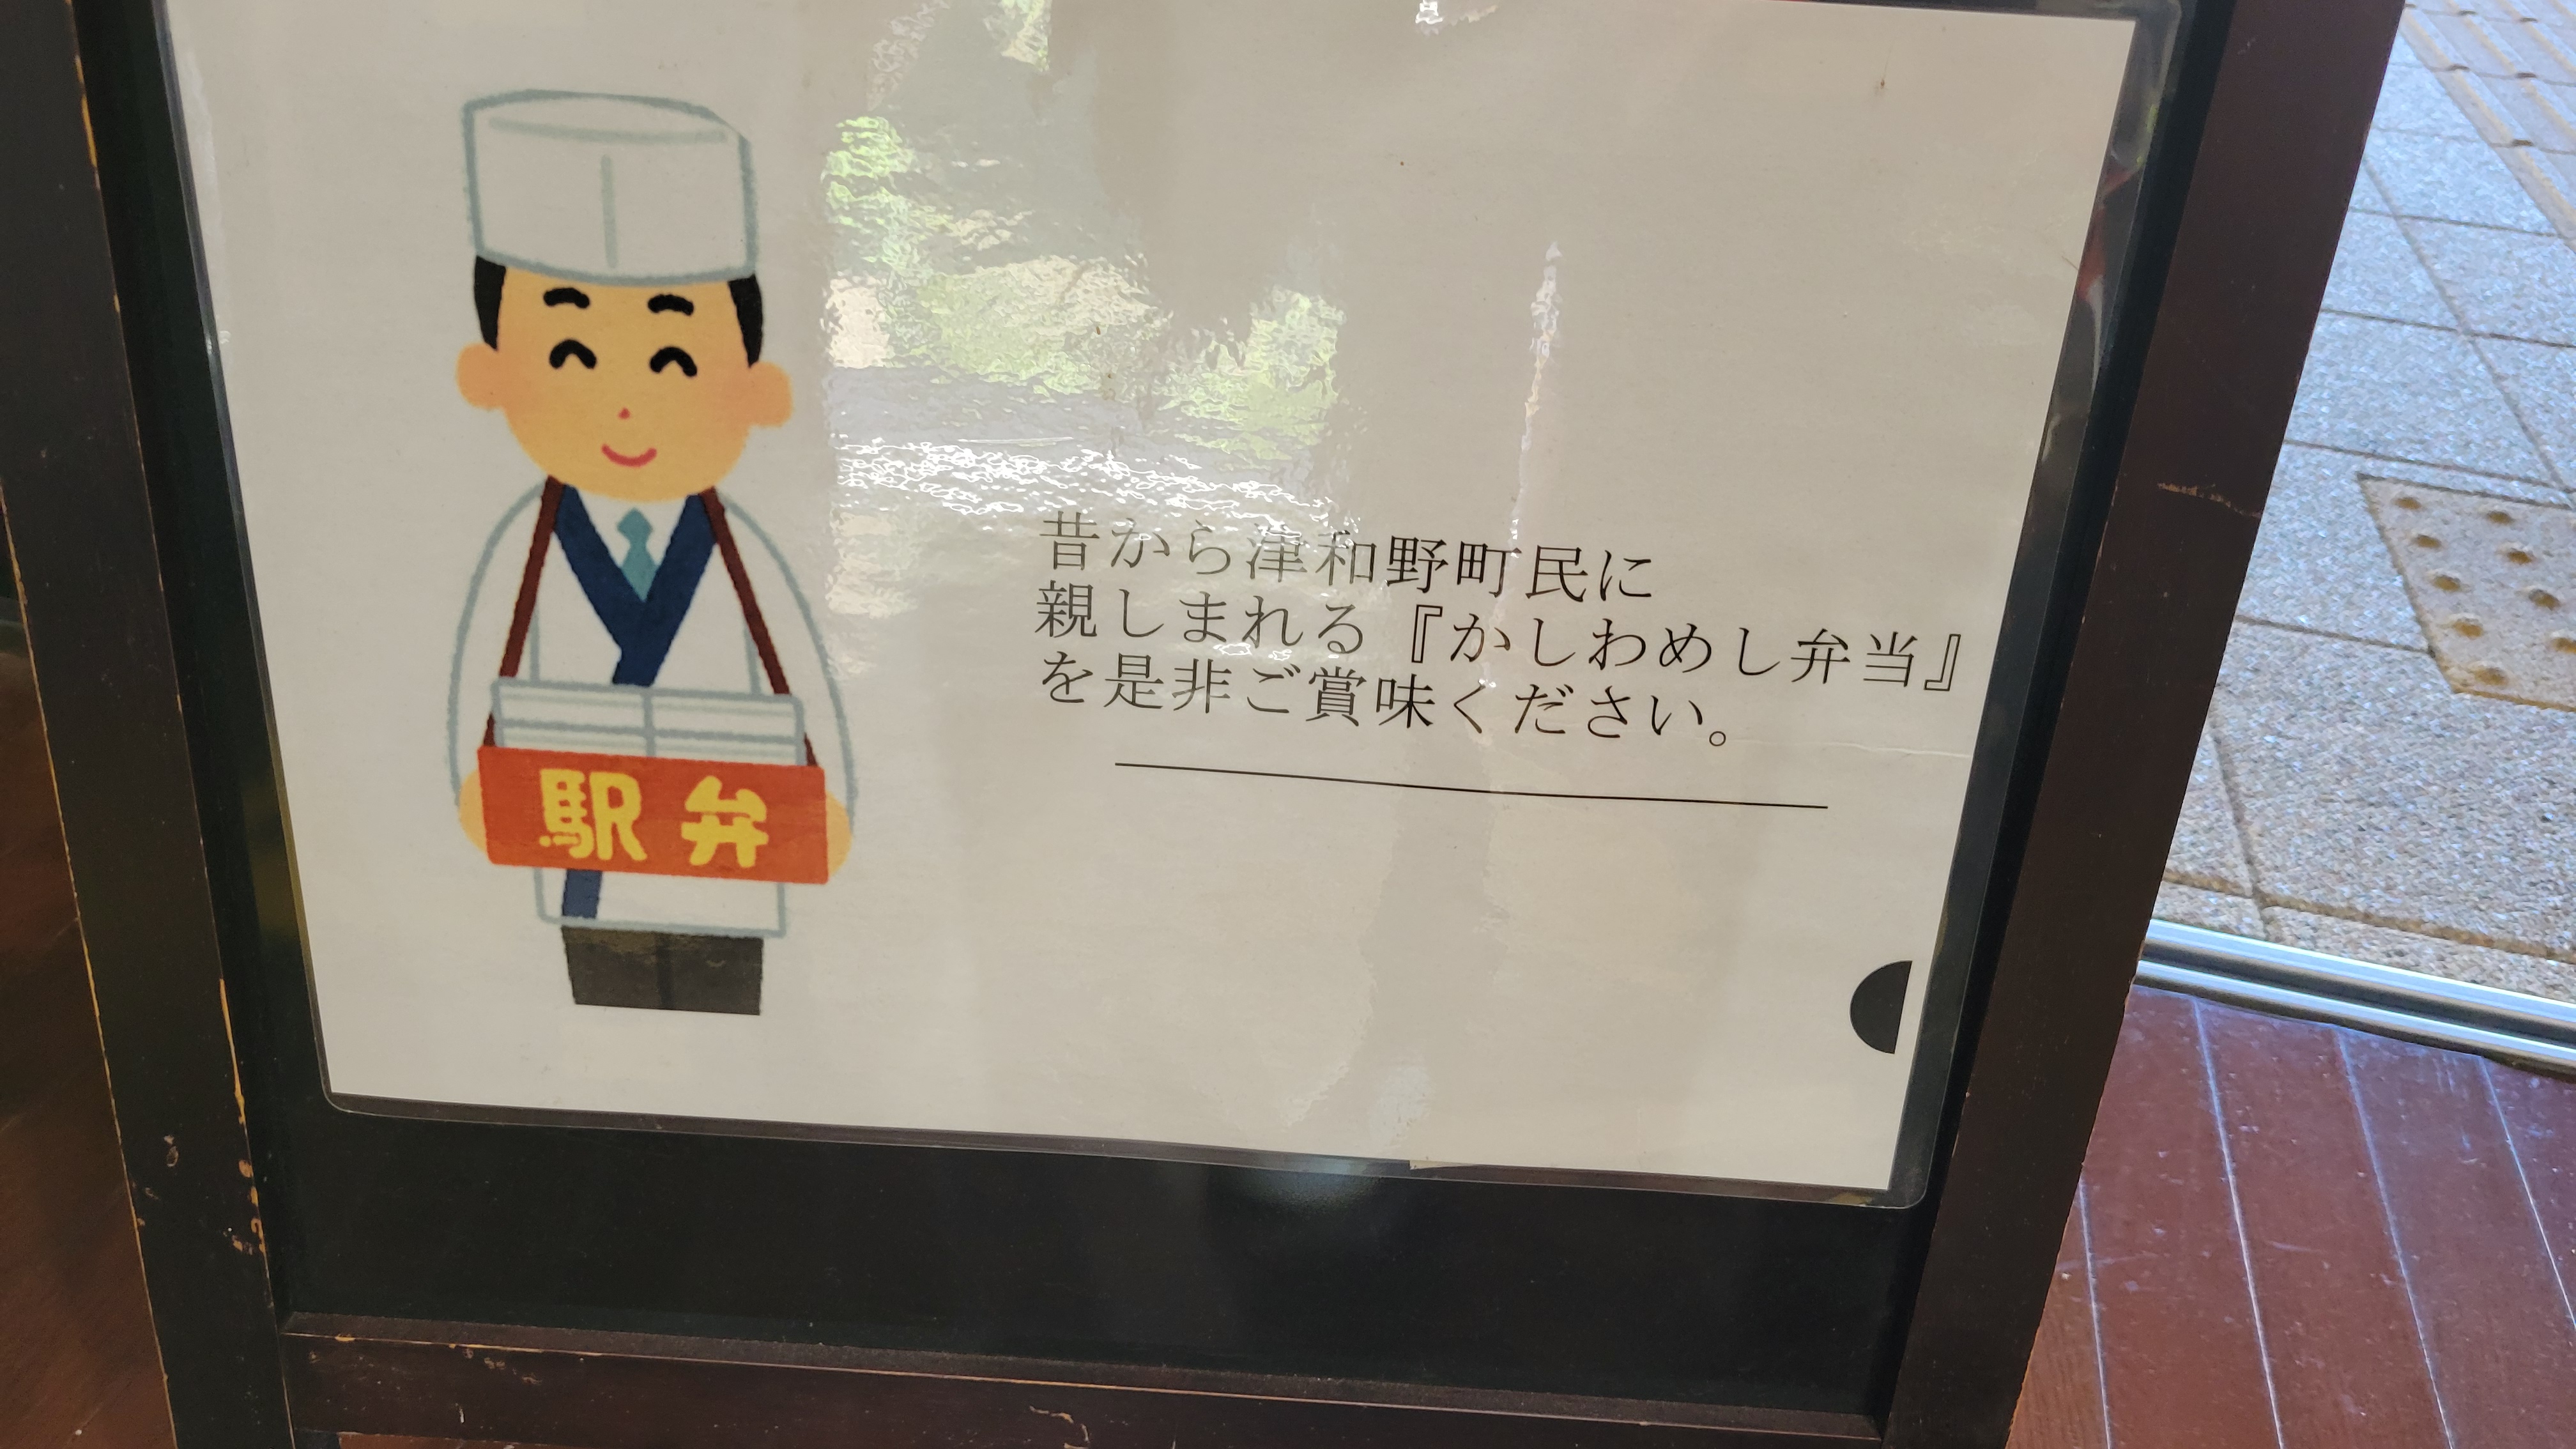 昔から津和野町民に
親しまれる『かしわめし弁当』
を是非ご賞味ください。
駅弁